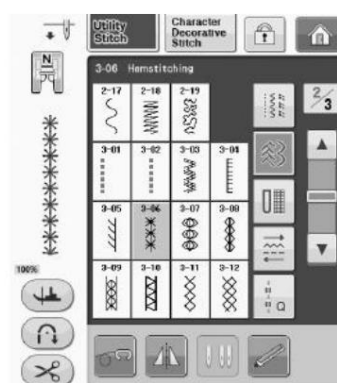 Utility
Stitch
Character
Decorative
Stitch
N
3-06 Hemstitching
2-17 2-18 2-19
2/3
3-01 3-02 3-03 3-04
3-05 3-06 3-07 3-08
100%
3-09 3-10 3-11 3-12
Q